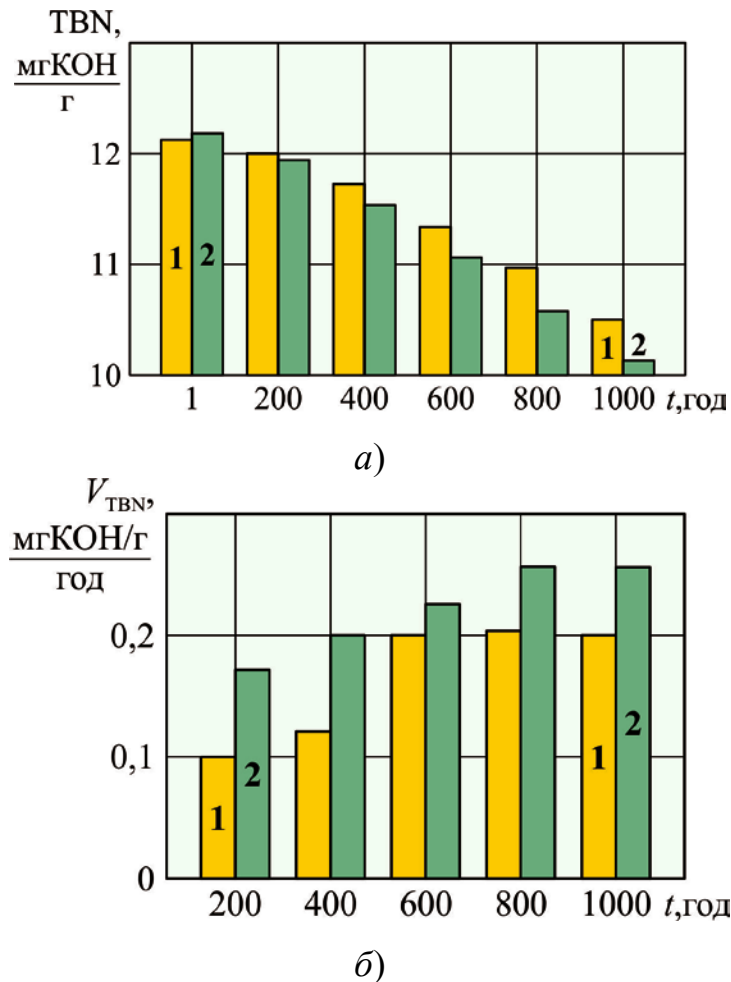 TBN,
мгКОН
г
12
11
10
1 2
1 2
1 200 400 600 800 1000 t,год
а)
V_TBN,
мгКОН/г
год
0,2
0,1
0
1 2
1 2
200 400 600 800 1000 t,год
б)